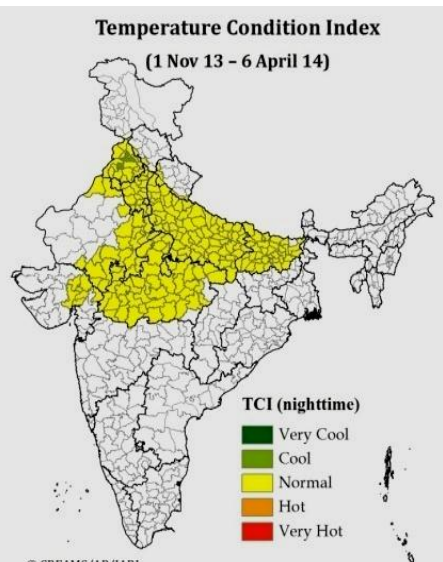 Temperature Condition Index
(1 Nov 13 – 6 April 14)
TCI (nighttime)
Very Cool
Cool
Normal
Hot
Very Hot